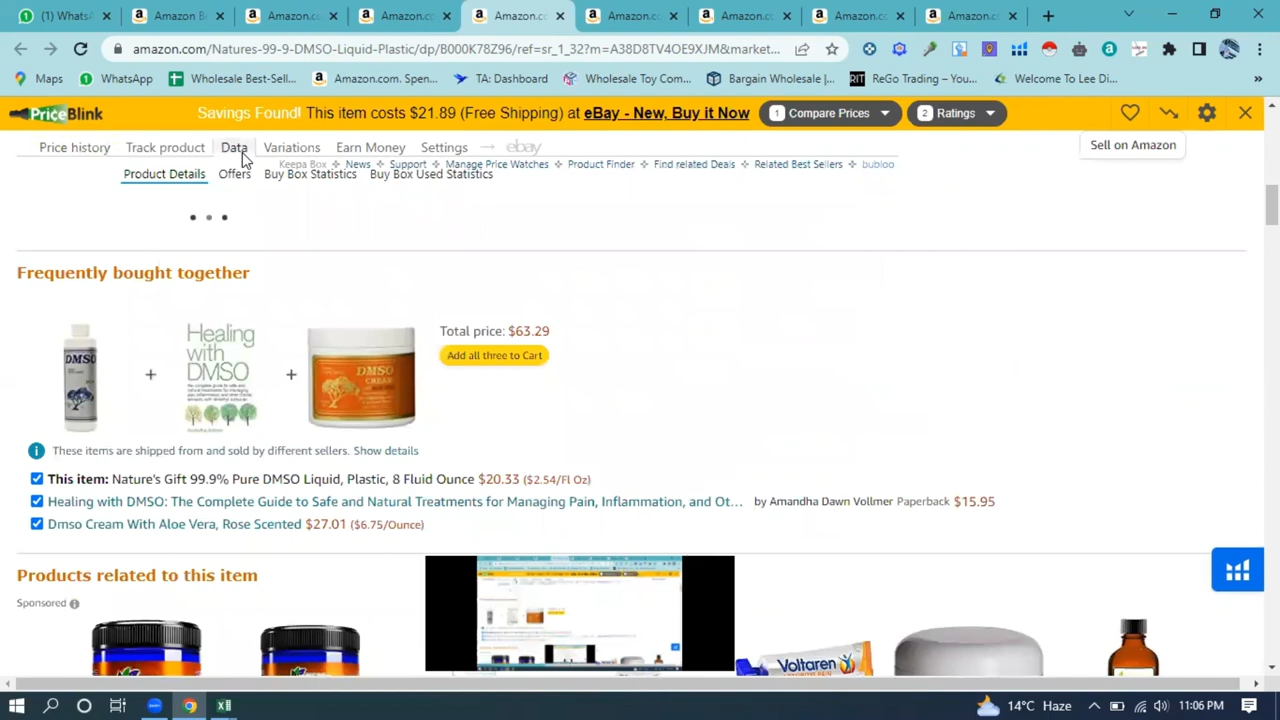 (1) WhatsA
Amazon B
Amazon.cu
Amazon.c
Amazon.c
Amazon.c
Amazon.c
Amazon.c
Amazon.c
amazon.com/Natures-99-9-DMSO-Liquid-Plastic/dp/B000K78Z96/ref=sr_1_32?m=A38D8TV4OE9XJM&market...
Maps WhatsApp Wholesale Best-Sell... Amazon.com. Spen... TA: Dashboard Wholesale Toy Com... Bargain Wholesale |... RIT ReGo Trading – You... Welcome To Lee Di... »
PriceBlink Savings Found! This item costs $21.89 (Free Shipping) at eBay - New, Buy it Now 1 Compare Prices 2 Ratings
Price history Track product Data Variations Earn Money Settings ebay Sell on Amazon
Keepa Box News Support Manage Price Watches Product Finder Find related Deals Related Best Sellers bubloo
Product Details Offers Buy Box Statistics Buy Box Used Statistics
Frequently bought together
DMSO
Healing with DMSO
DMSO CREAM
Total price: $63.29
Add all three to Cart
These items are shipped from and sold by different sellers. Show details
This item: Nature's Gift 99.9% Pure DMSO Liquid, Plastic, 8 Fluid Ounce $20.33 ($2.54/Fl Oz)
Healing with DMSO: The Complete Guide to Safe and Natural Treatments for Managing Pain, Inflammation, and Ot... by Amandha Dawn Vollmer Paperback $15.95
Dmso Cream With Aloe Vera, Rose Scented $27.01 ($6.75/Ounce)
Products related to this item
Sponsored
Voltaren
14°C Haze 11:06 PM